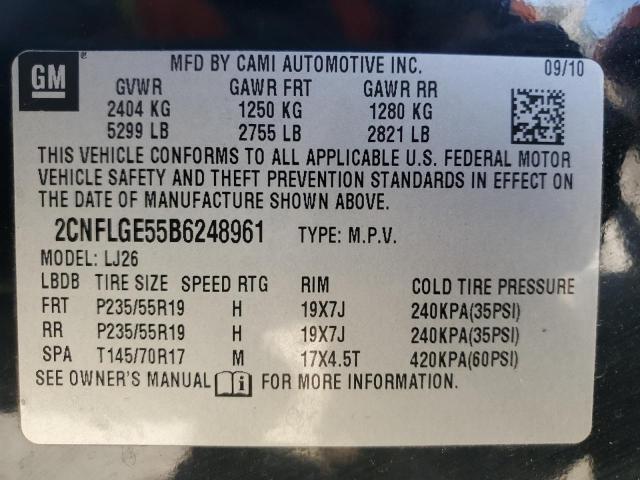 GM
®
MFD BY CAMI AUTOMOTIVE INC. 09/10
GVWR GAWR FRT GAWR RR
2404 KG 1250 KG 1280 KG
5299 LB 2755 LB 2821 LB
THIS VEHICLE CONFORMS TO ALL APPLICABLE U.S. FEDERAL MOTOR
VEHICLE SAFETY AND THEFT PREVENTION STANDARDS IN EFFECT ON
THE DATE OF MANUFACTURE SHOWN ABOVE.
2CNFLGE55B6248961 TYPE: M.P.V.
MODEL: LJ26
LBDB TIRE SIZE SPEED RTG RIM COLD TIRE PRESSURE
FRT P235/55R19 H 19X7J 240KPA(35PSI)
RR P235/55R19 H 19X7J 240KPA(35PSI)
SPA T145/70R17 M 17X4.5T 420KPA(60PSI)
SEE OWNER'S MANUAL i FOR MORE INFORMATION.